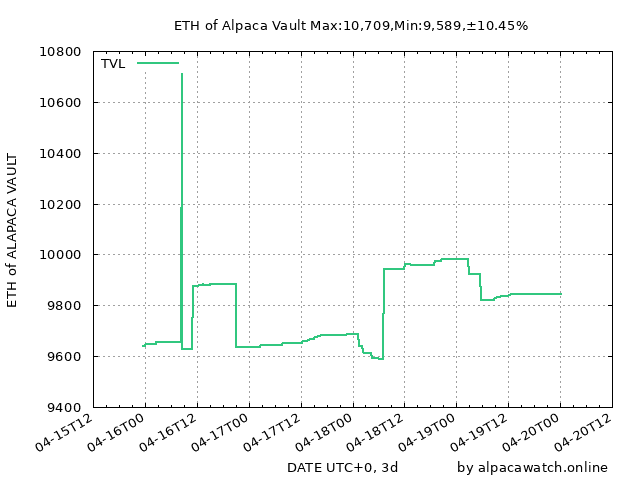 ETH of Alpaca Vault Max:10,709,Min:9,589,±10.45%
TVL
10800
10600
10400
10200
10000
9800
9600
9400
ETH of ALAPACA VAULT
04-15T12
04-16T00
04-16T12
04-17T00
04-17T12
04-18T00
04-18T12
04-19T00
04-19T12
04-20T00
04-20T12
DATE UTC+0, 3d
by alpacawatch.online